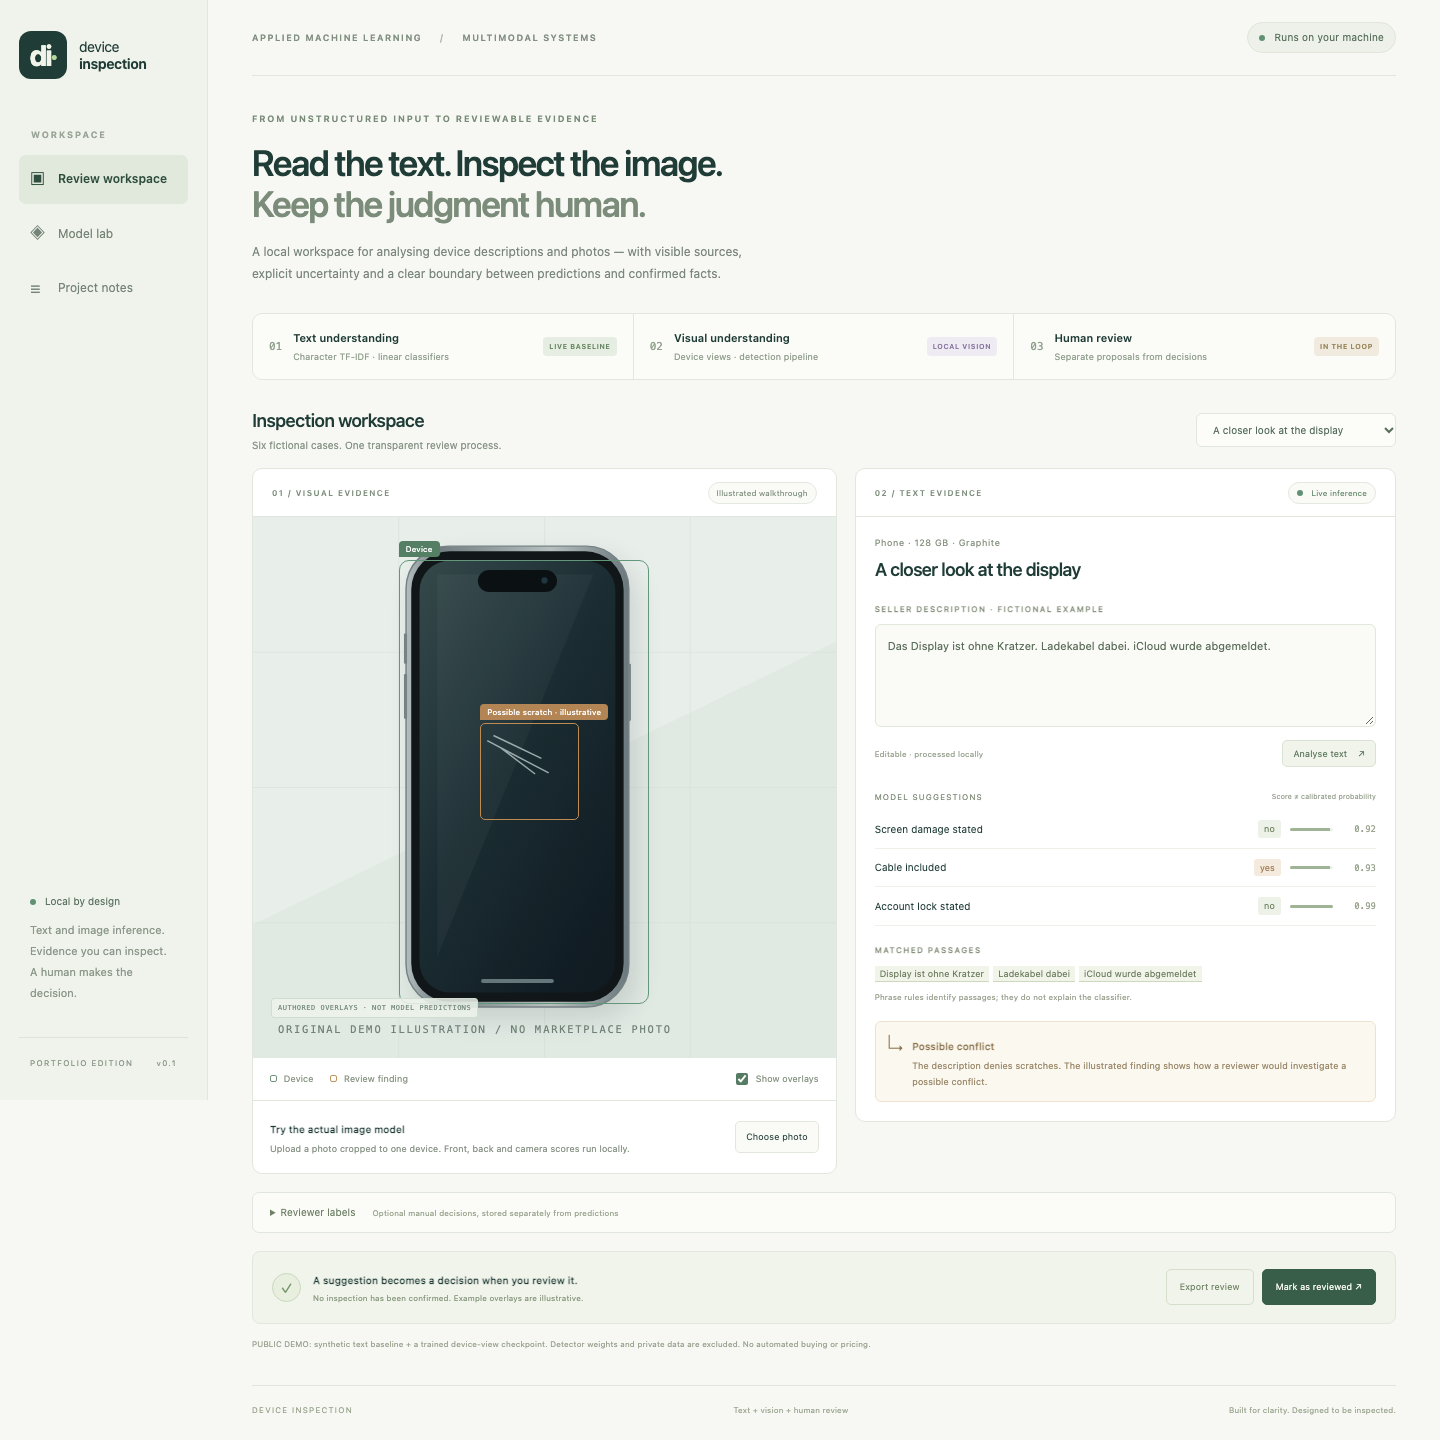 di
device
inspection
WORKSPACE
Review workspace
Model lab
Project notes
Local by design
Text and image inference.
Evidence you can inspect.
A human makes the
decision.
PORTFOLIO EDITION v0.1
APPLIED MACHINE LEARNING / MULTIMODAL SYSTEMS
Runs on your machine
FROM UNSTRUCTURED INPUT TO REVIEWABLE EVIDENCE
Read the text. Inspect the image.
Keep the judgment human.
A local workspace for analysing device descriptions and photos — with visible sources,
explicit uncertainty and a clear boundary between predictions and confirmed facts.
01 Text understanding
Character TF-IDF · linear classifiers
LIVE BASELINE
02 Visual understanding
Device views · detection pipeline
LOCAL VISION
03 Human review
Separate proposals from decisions
IN THE LOOP
Inspection workspace
Six fictional cases. One transparent review process.
A closer look at the display
01 / VISUAL EVIDENCE
Illustrated walkthrough
Device
Possible scratch · illustrative
AUTHORED OVERLAYS · NOT MODEL PREDICTIONS
ORIGINAL DEMO ILLUSTRATION / NO MARKETPLACE PHOTO
Device Review finding Show overlays
Try the actual image model
Upload a photo cropped to one device. Front, back and camera scores run locally.
Choose photo
02 / TEXT EVIDENCE
Live inference
Phone · 128 GB · Graphite
A closer look at the display
SELLER DESCRIPTION · FICTIONAL EXAMPLE
Das Display ist ohne Kratzer. Ladekabel dabei. iCloud wurde abgemeldet.
Editable · processed locally
Analyse text ↗
MODEL SUGGESTIONS
Score ≠ calibrated probability
Screen damage stated no 0.92
Cable included yes 0.93
Account lock stated no 0.99
MATCHED PASSAGES
Display ist ohne Kratzer Ladekabel dabei iCloud wurde abgemeldet
Phrase rules identify passages; they do not explain the classifier.
Possible conflict
The description denies scratches. The illustrated finding shows how a reviewer would investigate a
possible conflict.
Reviewer labels Optional manual decisions, stored separately from predictions
A suggestion becomes a decision when you review it.
No inspection has been confirmed. Example overlays are illustrative.
Export review
Mark as reviewed ↗
PUBLIC DEMO: synthetic text baseline + a trained device-view checkpoint. Detector weights and private data are excluded. No automated buying or pricing.
DEVICE INSPECTION
Text + vision + human review
Built for clarity. Designed to be inspected.